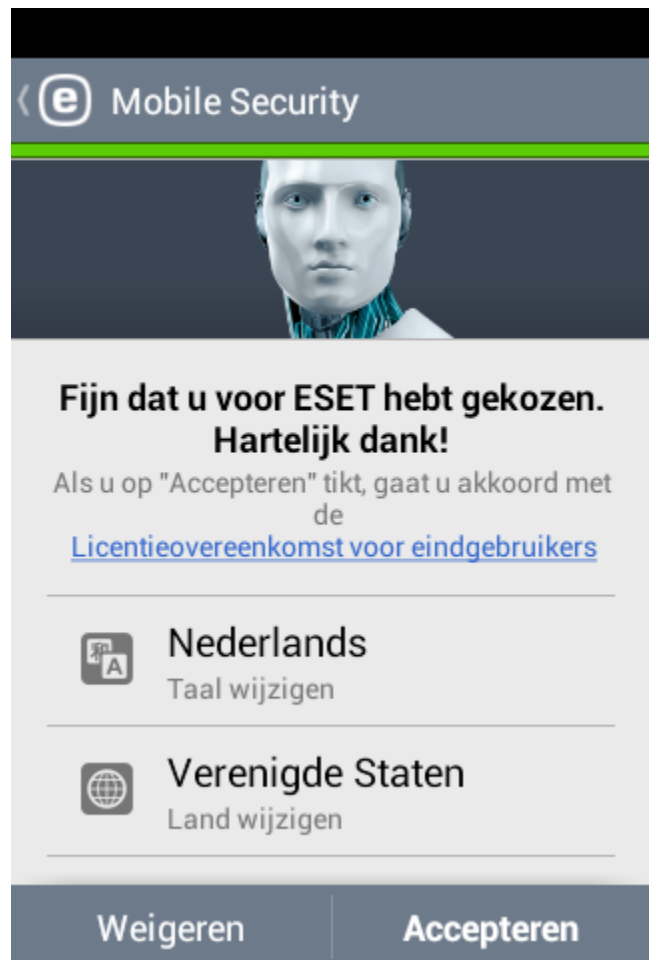 e Mobile Security
Fijn dat u voor ESET hebt gekozen.
Hartelijk dank!
Als u op "Accepteren" tikt, gaat u akkoord met
de
Licentieovereenkomst voor eindgebruikers
A
Nederlands
Taal wijzigen
Verenigde Staten
Land wijzigen
Weigeren
Accepteren